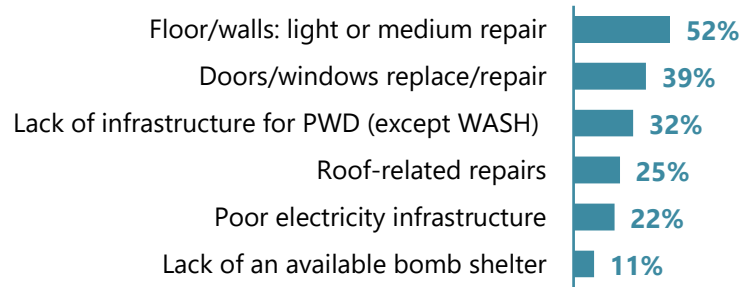 Floor/walls: light or medium repair 52%
Doors/windows replace/repair 39%
Lack of infrastructure for PWD (except WASH) 32%
Roof-related repairs 25%
Poor electricity infrastructure 22%
Lack of an available bomb shelter 11%